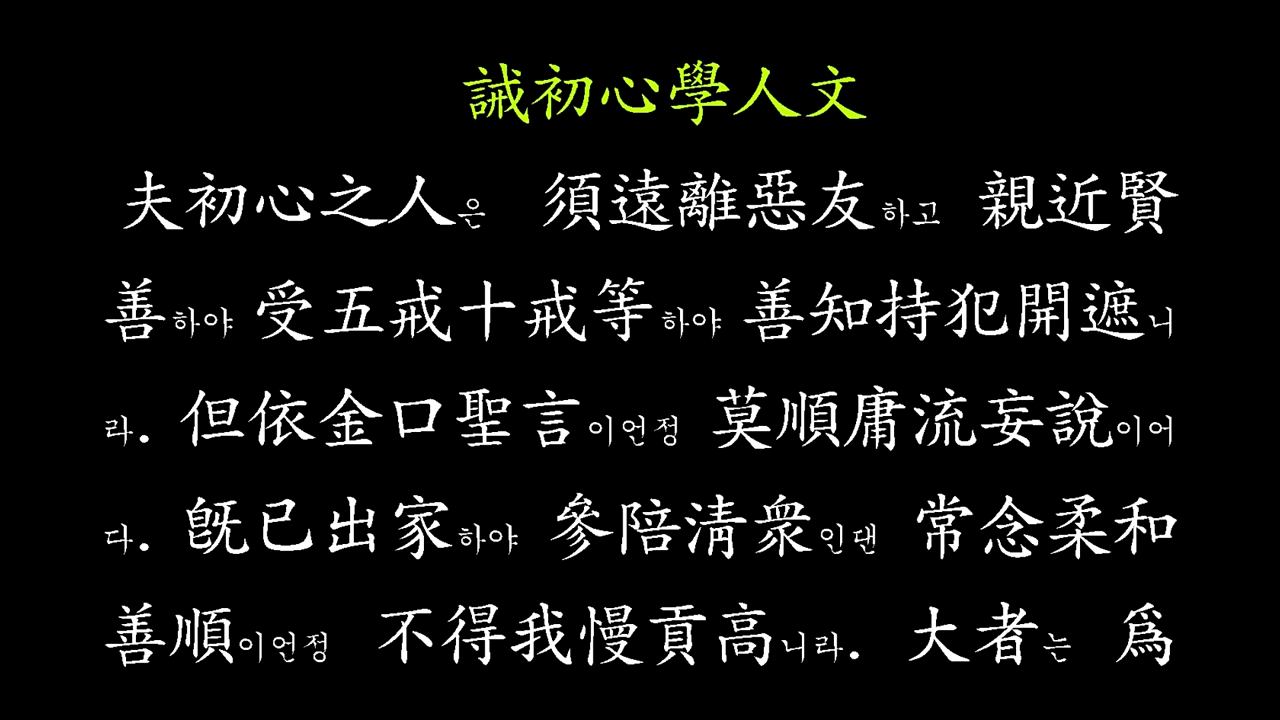 誡初心學人文
夫初心之人은 須遠離惡友하고 親近賢
善하야 受五戒十戒等하야 善知持犯開遮니
라. 但依金口聖言이언정 莫順庸流妄說이어
다. 旣已出家하야 參陪淸衆인댄 常念柔和
善順이언정 不得我慢貢高니라. 大者는 爲